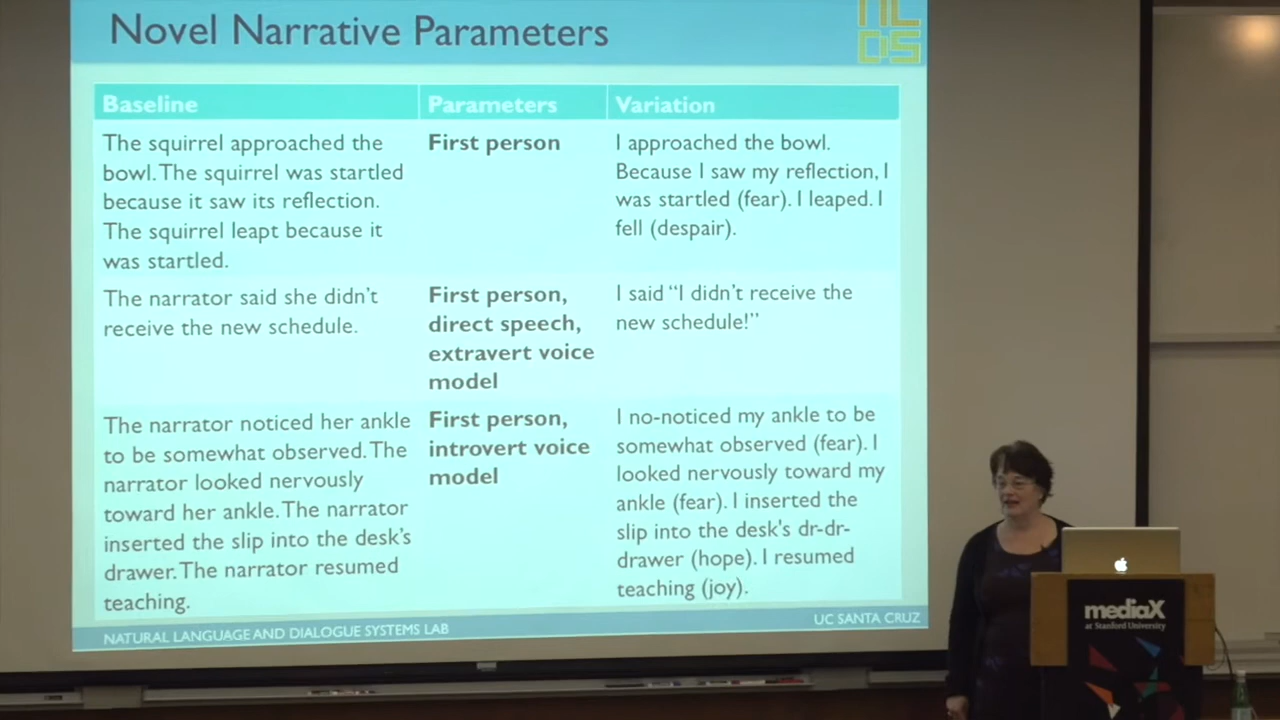 Novel Narrative Parameters
NL
DS
Baseline
Parameters
Variation
The squirrel approached the
bowl. The squirrel was startled
because it saw its reflection.
The squirrel leapt because it
was startled.
First person
I approached the bowl.
Because I saw my reflection, I
was startled (fear). I leaped. I
fell (despair).
The narrator said she didn't
receive the new schedule.
First person,
direct speech,
extravert voice
model
I said "I didn't receive the
new schedule!"
The narrator noticed her ankle
to be somewhat observed. The
narrator looked nervously
toward her ankle. The narrator
inserted the slip into the desk's
drawer. The narrator resumed
teaching.
First person,
introvert voice
model
I no-noticed my ankle to be
somewhat observed (fear). I
looked nervously toward my
ankle (fear). I inserted the
slip into the desk's dr-dr-
drawer (hope). I resumed
teaching (joy).
NATURAL LANGUAGE AND DIALOGUE SYSTEMS LAB
UC SANTA CRUZ
mediaX
at Stanford University